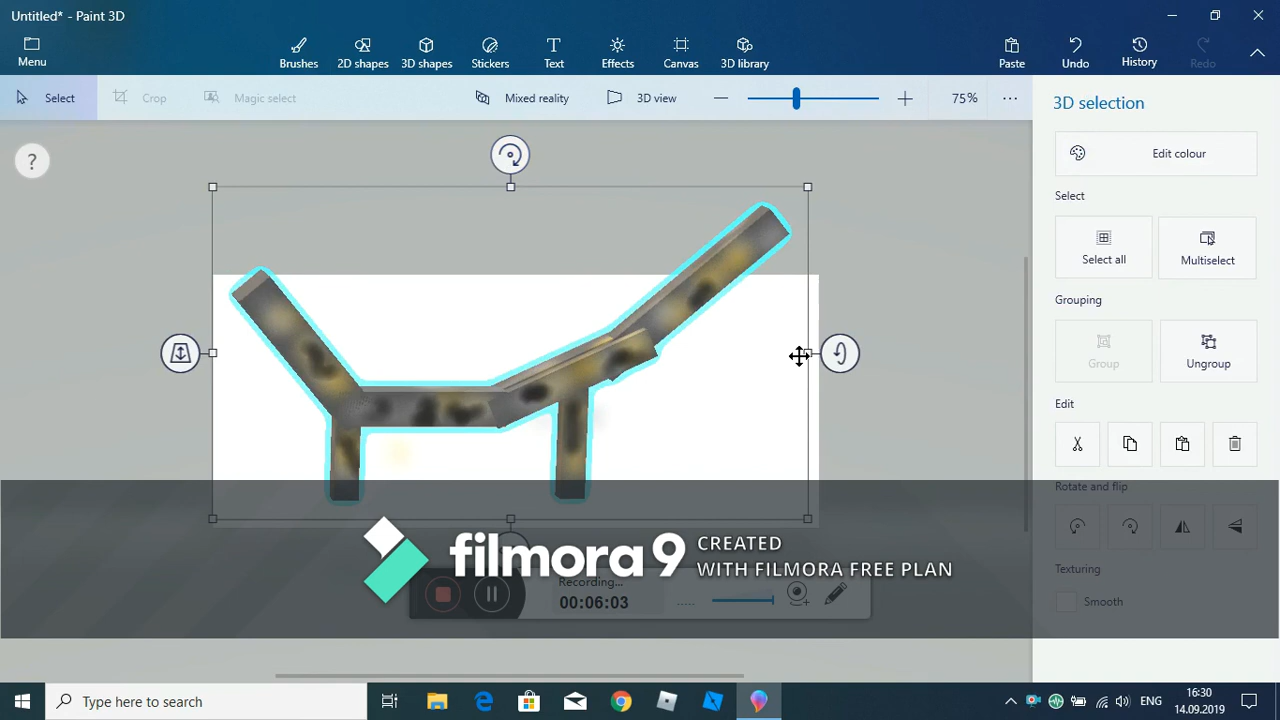 Untitled* - Paint 3D
Menu
Brushes
2D shapes
3D shapes
Stickers
Text
Effects
Canvas
3D library
Paste
Undo
History
Redo
Select
Crop
Magic select
Mixed reality
3D view
75%
3D selection
Edit colour
Select
Select all
Multiselect
Grouping
Group
Ungroup
Edit
Rotate and flip
Texturing
Smooth
filmora 9 CREATED
WITH FILMORA FREE PLAN
Recording...
00:06:03
Type here to search
ENG
16:30
14.09.2019